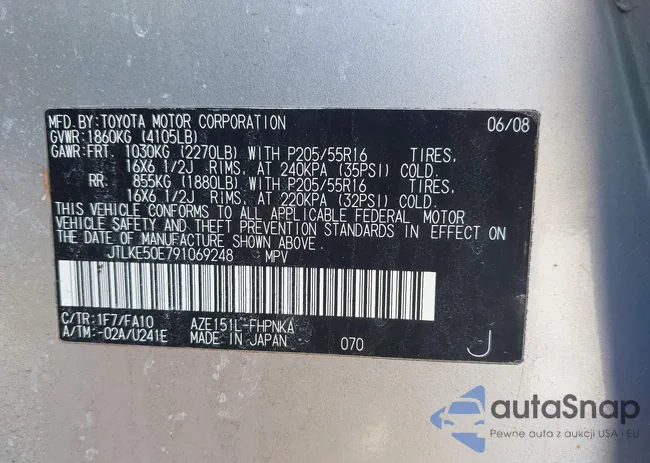 MFD.BY:TOYOTA MOTOR CORPORATION 06/08
GVWR:1860KG (4105LB)
GAWR:FRT. 1030KG (2270LB) WITH P205/55R16 TIRES,
16X6 1/2J RIMS, AT 240KPA (35PSI) COLD.
RR. 855KG (1880LB) WITH P205/55R16 TIRES,
16X6 1/2J RIMS, AT 220KPA (32PSI) COLD.
THIS VEHICLE CONFORMS TO ALL APPLICABLE FEDERAL MOTOR
VEHICLE SAFETY AND THEFT PREVENTION STANDARDS IN EFFECT ON
THE DATE OF MANUFACTURE SHOWN ABOVE.
JTLKE50E791069248 MPV
C/TR:1F7/FA10 AZE151L-FHPNKA
A/TM:-02A/U241E MADE IN JAPAN 070 J
autaSnap
Pewne auta z aukcji USA i EU